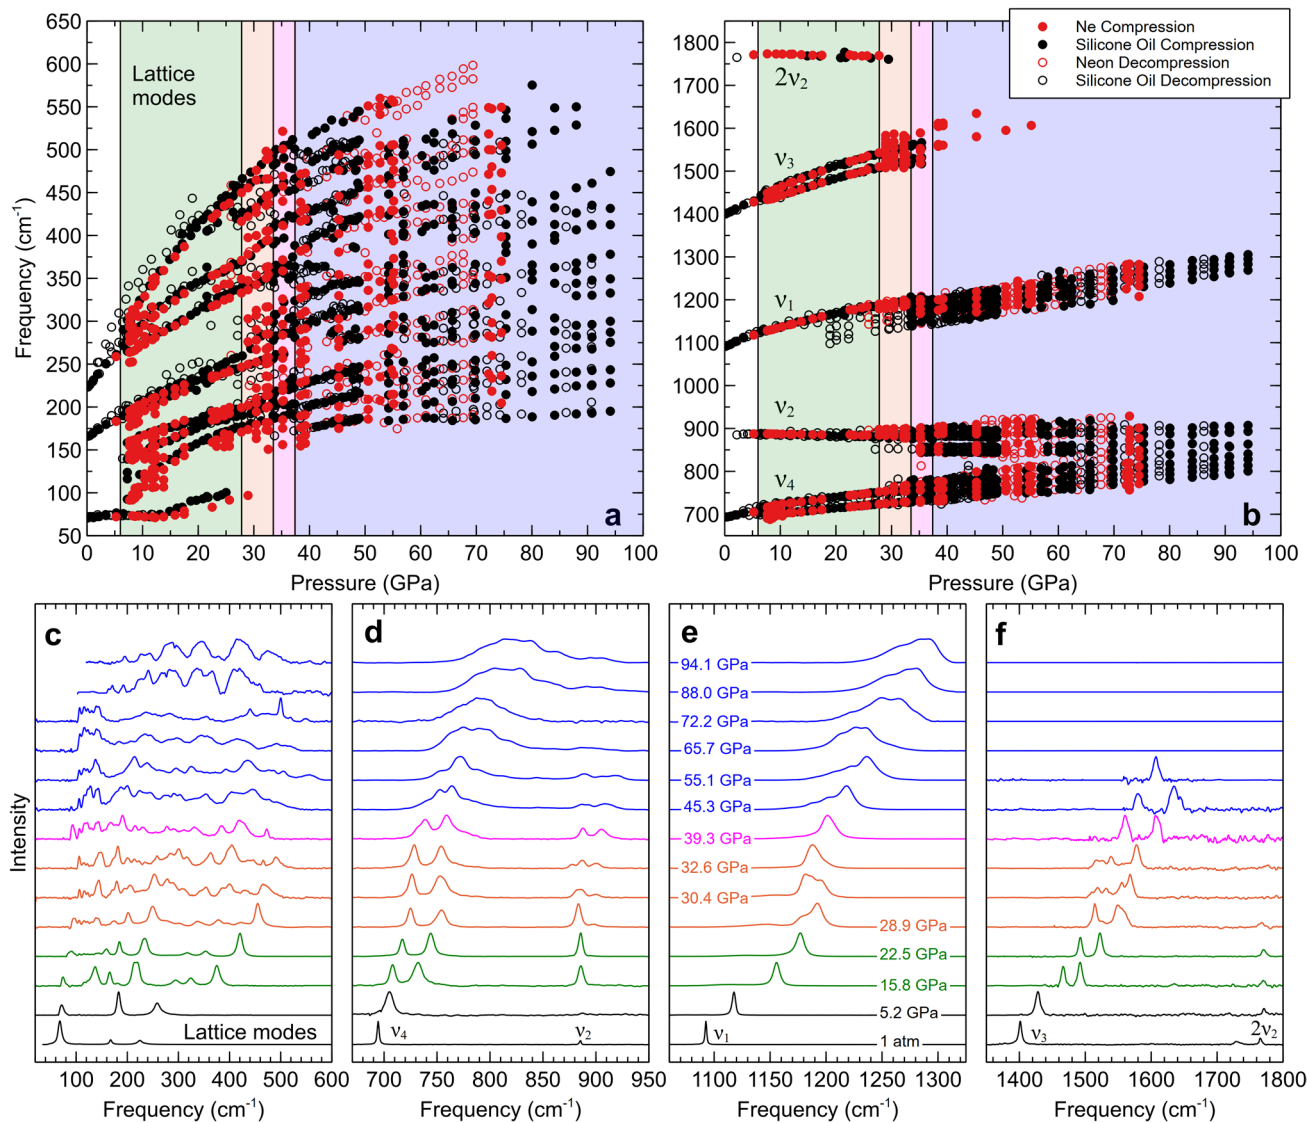 Ne Compression
Silicone Oil Compression
Neon Decompression
Silicone Oil Decompression
Frequency (cm-1)
650
600
550
500
450
400
350
300
250
200
150
100
50
Lattice
modes
a
0 10 20 30 40 50 60 70 80 90 100
Pressure (GPa)
1800
1700
1600
1500
1400
1300
1200
1100
1000
900
800
700
2ν2
ν3
ν1
ν2
ν4
b
0 10 20 30 40 50 60 70 80 90 100
Pressure (GPa)
Intensity
c
Lattice modes
100 200 300 400 500 600
Frequency (cm-1)
d
ν4
ν2
700 750 800 850 900 950
Frequency (cm-1)
e
94.1 GPa
88.0 GPa
72.2 GPa
65.7 GPa
55.1 GPa
45.3 GPa
39.3 GPa
32.6 GPa
30.4 GPa
28.9 GPa
22.5 GPa
15.8 GPa
5.2 GPa
1 atm
ν1
1100 1150 1200 1250 1300
Frequency (cm-1)
f
ν3
2ν2
1400 1500 1600 1700 1800
Frequency (cm-1)